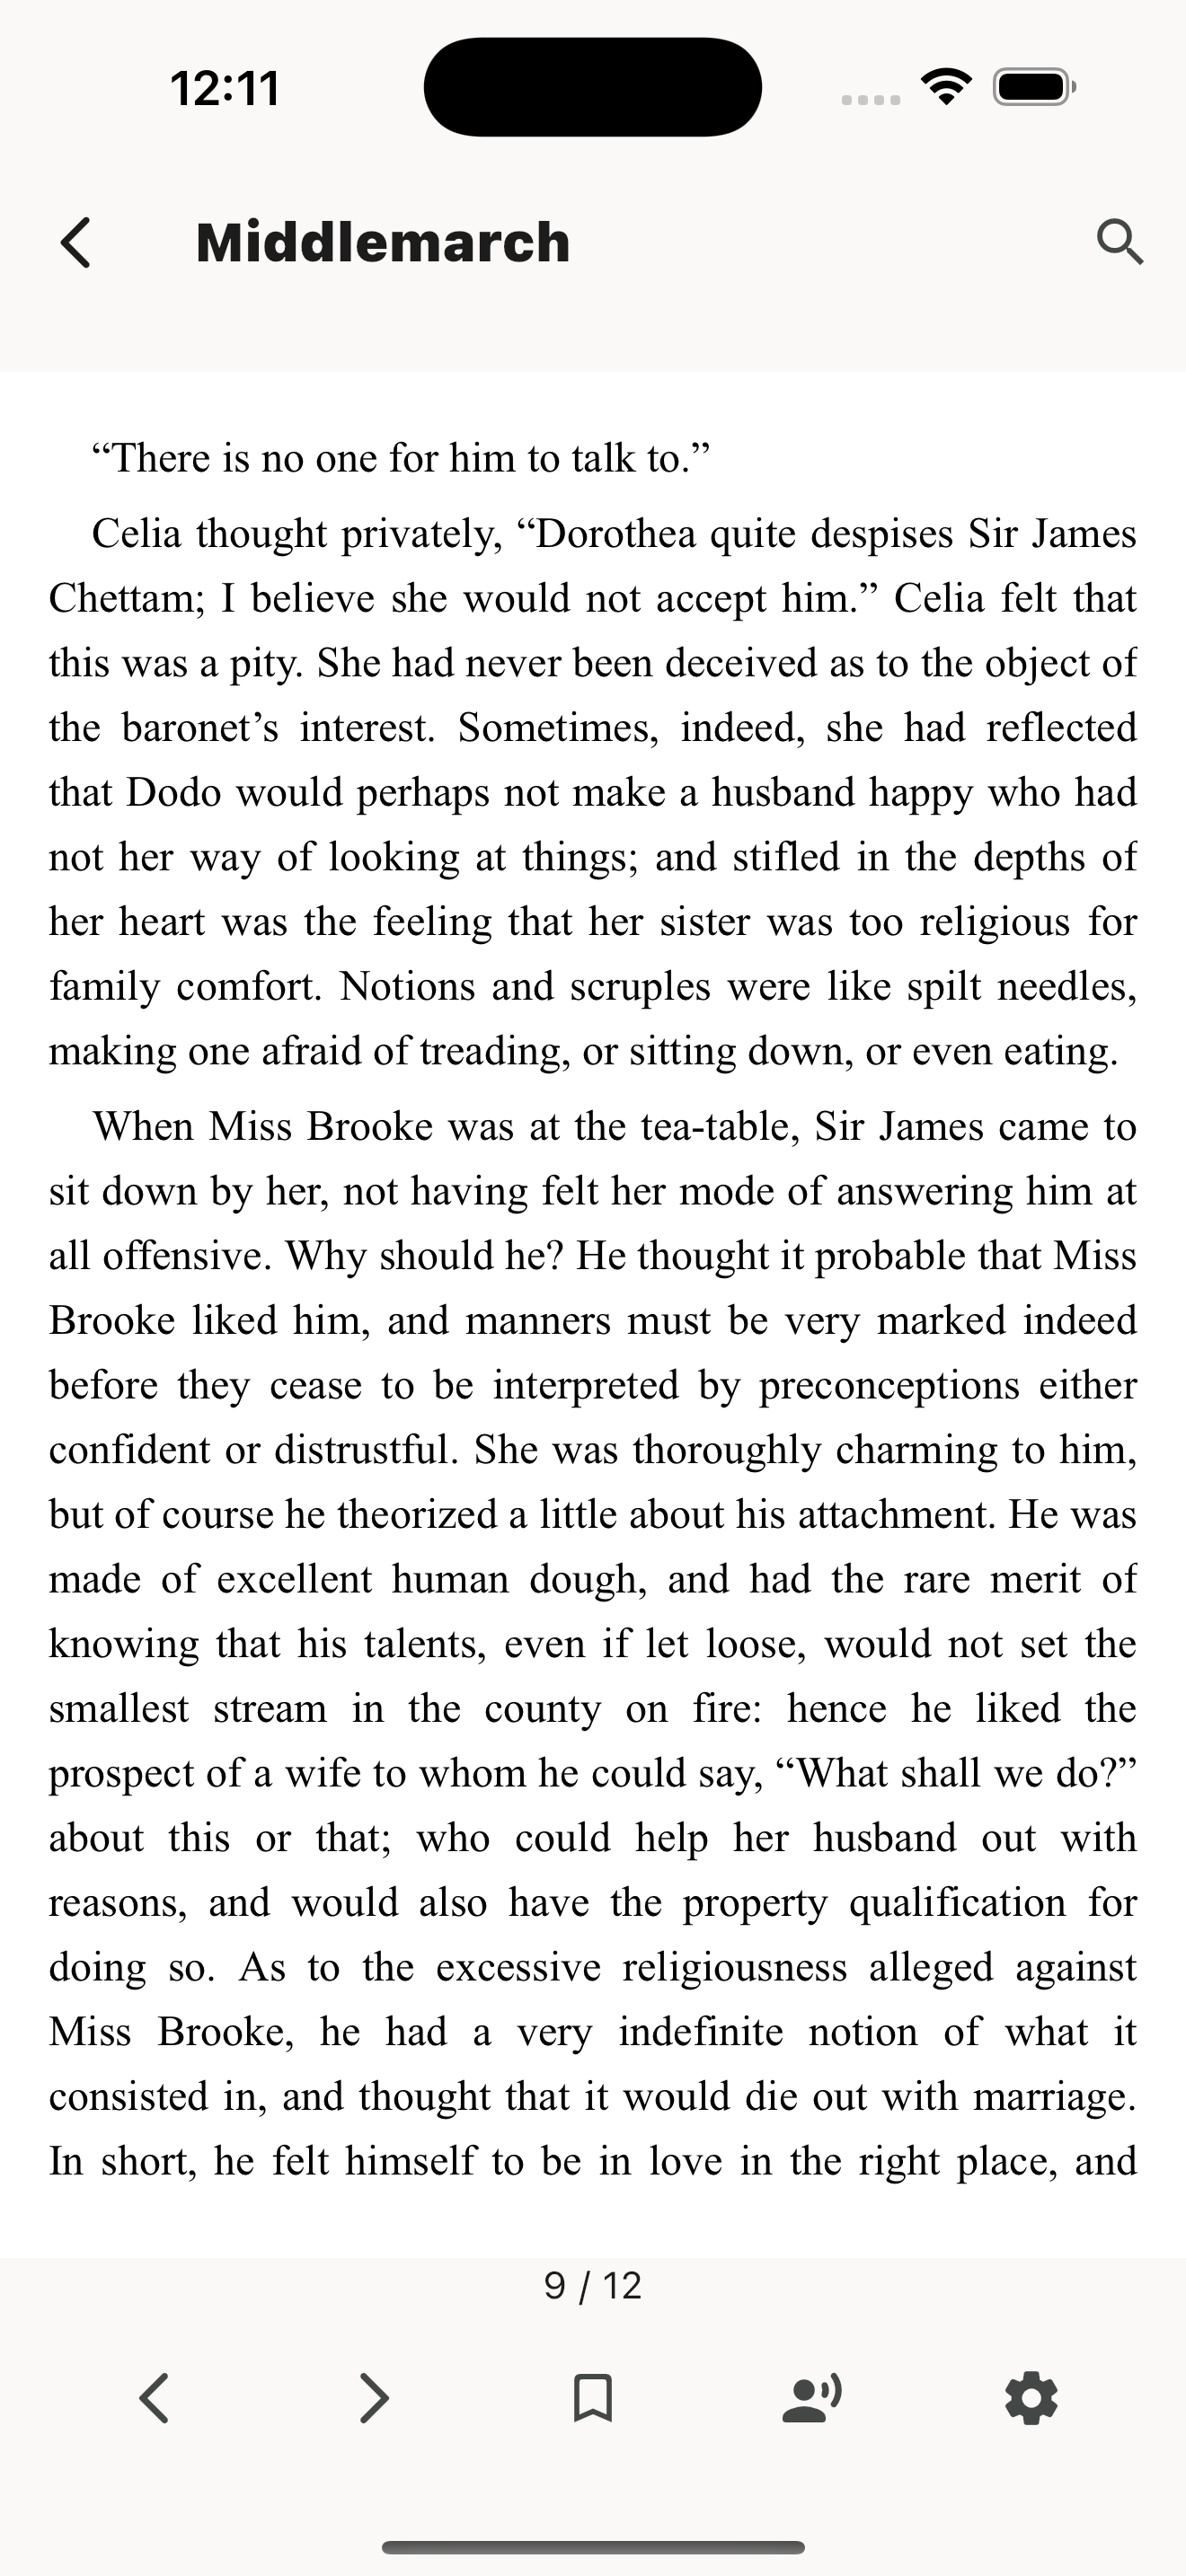 12:11
Middlemarch
“There is no one for him to talk to.”
Celia thought privately, “Dorothea quite despises Sir James
Chettam; I believe she would not accept him.” Celia felt that
this was a pity. She had never been deceived as to the object of
the baronet’s interest. Sometimes, indeed, she had reflected
that Dodo would perhaps not make a husband happy who had
not her way of looking at things; and stifled in the depths of
her heart was the feeling that her sister was too religious for
family comfort. Notions and scruples were like spilt needles,
making one afraid of treading, or sitting down, or even eating.
When Miss Brooke was at the tea-table, Sir James came to
sit down by her, not having felt her mode of answering him at
all offensive. Why should he? He thought it probable that Miss
Brooke liked him, and manners must be very marked indeed
before they cease to be interpreted by preconceptions either
confident or distrustful. She was thoroughly charming to him,
but of course he theorized a little about his attachment. He was
made of excellent human dough, and had the rare merit of
knowing that his talents, even if let loose, would not set the
smallest stream in the county on fire: hence he liked the
prospect of a wife to whom he could say, “What shall we do?”
about this or that; who could help her husband out with
reasons, and would also have the property qualification for
doing so. As to the excessive religiousness alleged against
Miss Brooke, he had a very indefinite notion of what it
consisted in, and thought that it would die out with marriage.
In short, he felt himself to be in love in the right place, and
9 / 12